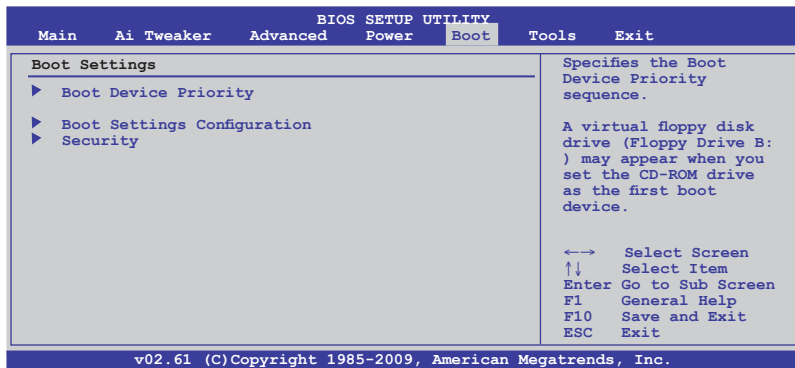 BIOS SETUP UTILITY
Main Ai Tweaker Advanced Power Boot Tools Exit
Boot Settings
Boot Device Priority
Boot Settings Configuration
Security
Specifies the Boot
Device Priority
sequence.
A virtual floppy disk
drive (Floppy Drive B:
) may appear when you
set the CD-ROM drive
as the first boot
device.
←→ Select Screen
↑↓ Select Item
Enter Go to Sub Screen
F1 General Help
F10 Save and Exit
ESC Exit
v02.61 (C)Copyright 1985-2009, American Megatrends, Inc.